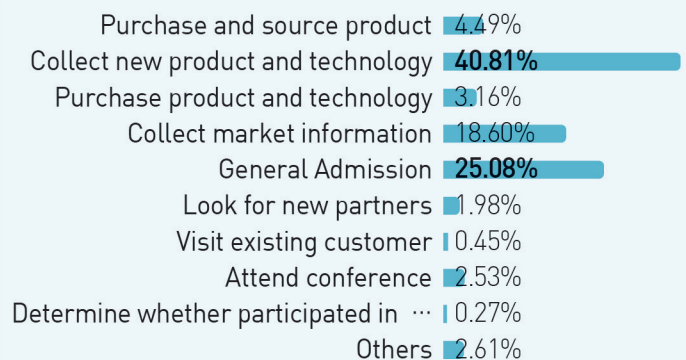 Purchase and source product 4.49%
Collect new product and technology 40.81%
Purchase product and technology 3.16%
Collect market information 18.60%
General Admission 25.08%
Look for new partners 1.98%
Visit existing customer 0.45%
Attend conference 2.53%
Determine whether participated in ··· 0.27%
Others 2.61%